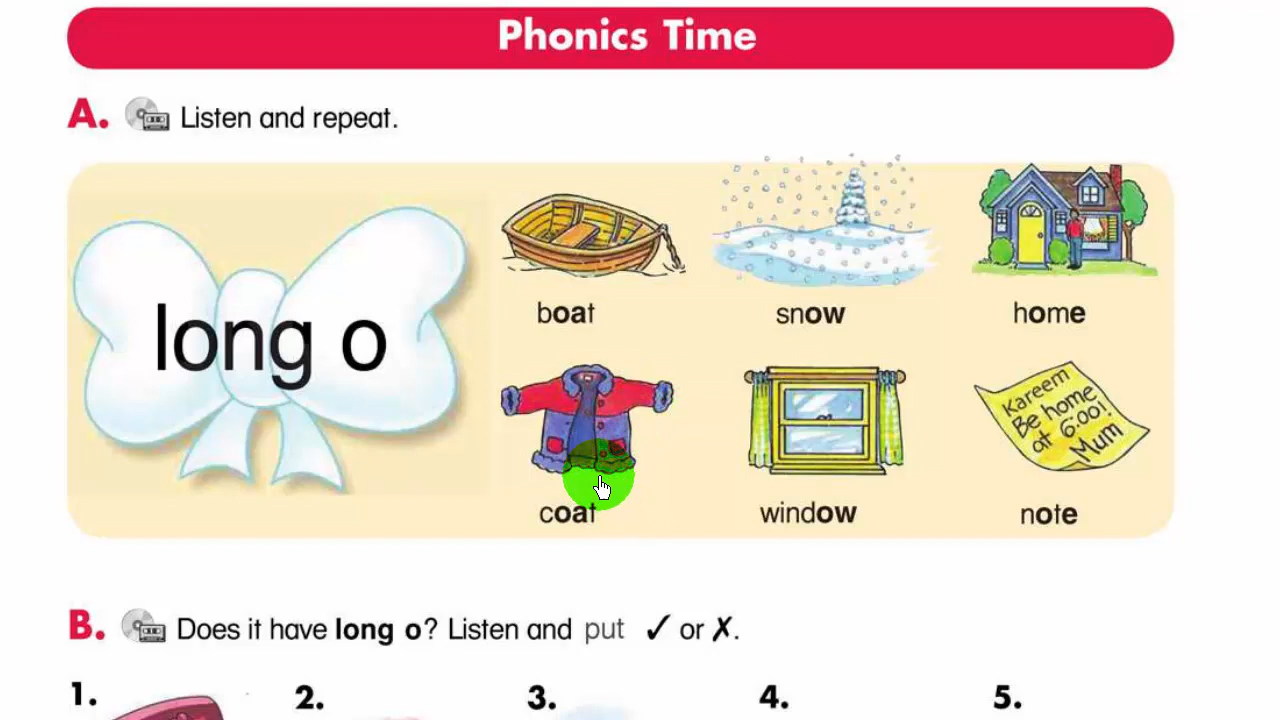 Phonics Time
A. Listen and repeat.
long o
boat
snow
home
Kareem
Be home
at 6:00!
Mum
coat
window
note
B. Does it have long o? Listen and put ✓ or ✗.
1. 2. 3. 4. 5.